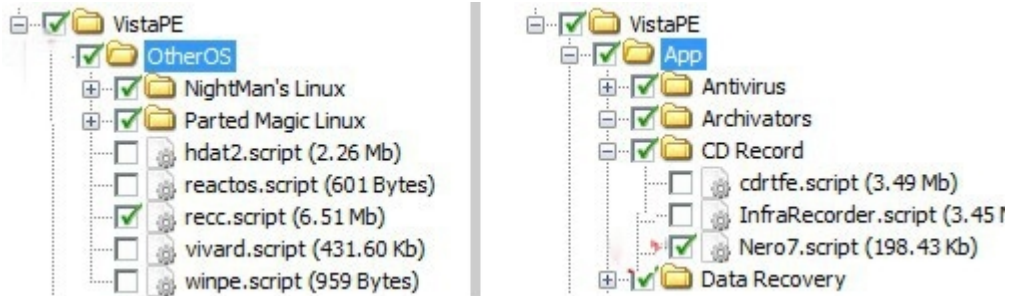 VistaPE
OtherOS
NightMan's Linux
Parted Magic Linux
hdat2.script (2.26 Mb)
reactos.script (601 Bytes)
recc.script (6.51 Mb)
vivard.script (431.60 Kb)
winpe.script (959 Bytes)
VistaPE
App
Antivirus
Archivators
CD Record
cdrtfe.script (3.49 Mb)
InfraRecorder.script (3.45
Nero7.script (198.43 Kb)
Data Recovery